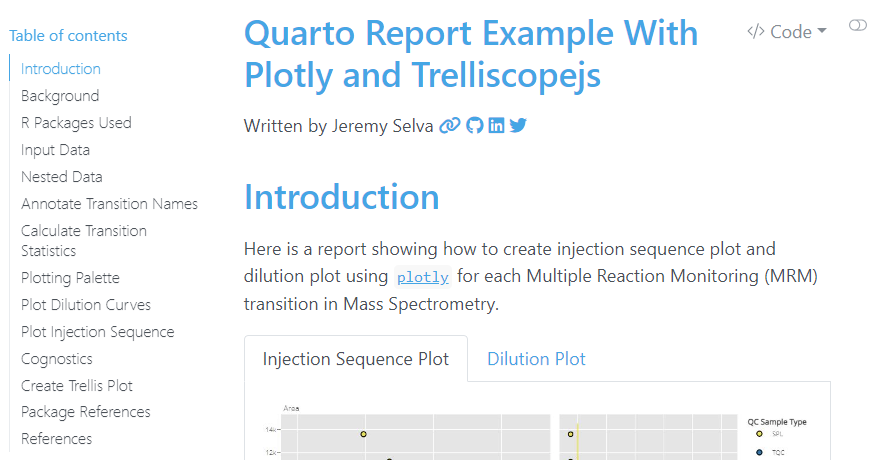 Table of contents
Introduction
Background
R Packages Used
Input Data
Nested Data
Annotate Transition Names
Calculate Transition
Statistics
Plotting Palette
Plot Dilution Curves
Plot Injection Sequence
Cognostics
Create Trellis Plot
Package References
References
Quarto Report Example With
Plotly and Trelliscopejs
</> Code
Written by Jeremy Selva
Introduction
Here is a report showing how to create injection sequence plot and
dilution plot using plotly for each Multiple Reaction Monitoring (MRM)
transition in Mass Spectrometry.
Injection Sequence Plot
Dilution Plot
Area
14k
12k
QC Sample Type
SPL
TQC